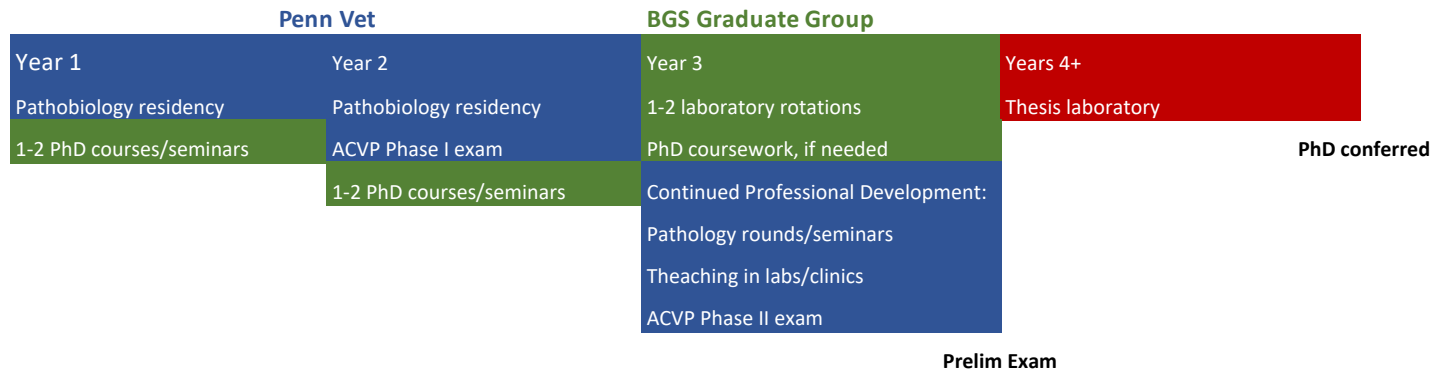 Penn Vet
BGS Graduate Group
Year 1
Pathobiology residency
1-2 PhD courses/seminars
Year 2
Pathobiology residency
ACVP Phase I exam
1-2 PhD courses/seminars
Year 3
1-2 laboratory rotations
PhD coursework, if needed
Continued Professional Development:
Pathology rounds/seminars
Theaching in labs/clinics
ACVP Phase II exam
Years 4+
Thesis laboratory
PhD conferred
Prelim Exam